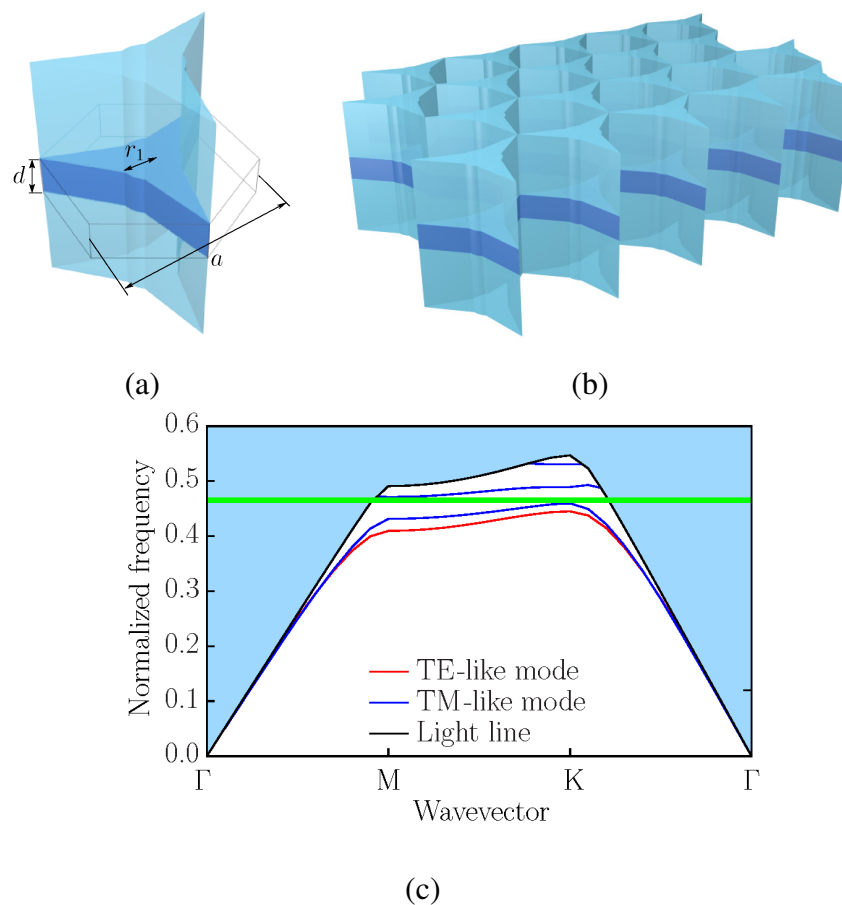 d
r₁
a
(a)
(b)
0.6
0.5
0.4
0.3
0.2
0.1
0.0
Normalized frequency
TE-like mode
TM-like mode
Light line
Γ
M
K
Γ
Wavevector
(c)